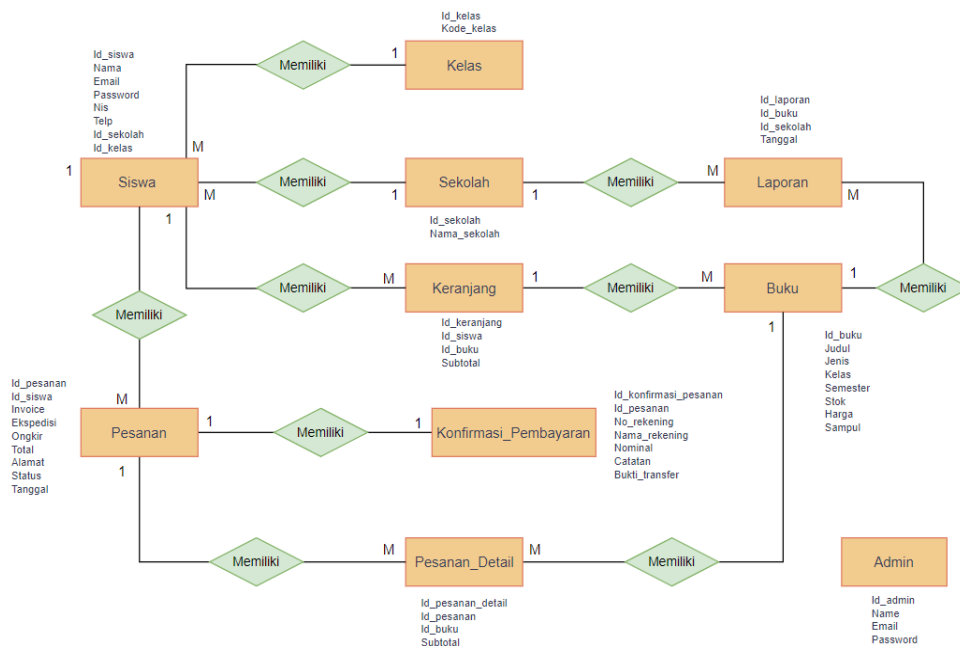 Id_kelas
Kode_kelas
1
Memiliki
Kelas
Id_siswa
Nama
Email
Password
Nis
Telp
Id_sekolah
Id_kelas
M
1
Siswa
M
1
Memiliki
1
Sekolah
1
Id_sekolah
Nama_sekolah
Memiliki
M
Id_laporan
Id_buku
Id_sekolah
Tanggal
Laporan
M
Memiliki
M
Keranjang
1
Id_keranjang
Id_siswa
Id_buku
Subtotal
Memiliki
M
Buku
1
1
Memiliki
Id_buku
Judul
Jenis
Kelas
Semester
Stok
Harga
Sampul
Memiliki
M
Id_pesanan
Id_siswa
Invoice
Ekspedisi
Ongkir
Total
Alamat
Status
Tanggal
Pesanan
1
1
Memiliki
1
Konfirmasi_Pembayaran
Id_konfirmasi_pesanan
Id_pesanan
No_rekening
Nama_rekening
Nominal
Catatan
Bukti_transfer
Memiliki
M
Pesanan_Detail
M
Id_pesanan_detail
Id_pesanan
Id_buku
Subtotal
Memiliki
Admin
Id_admin
Name
Email
Password